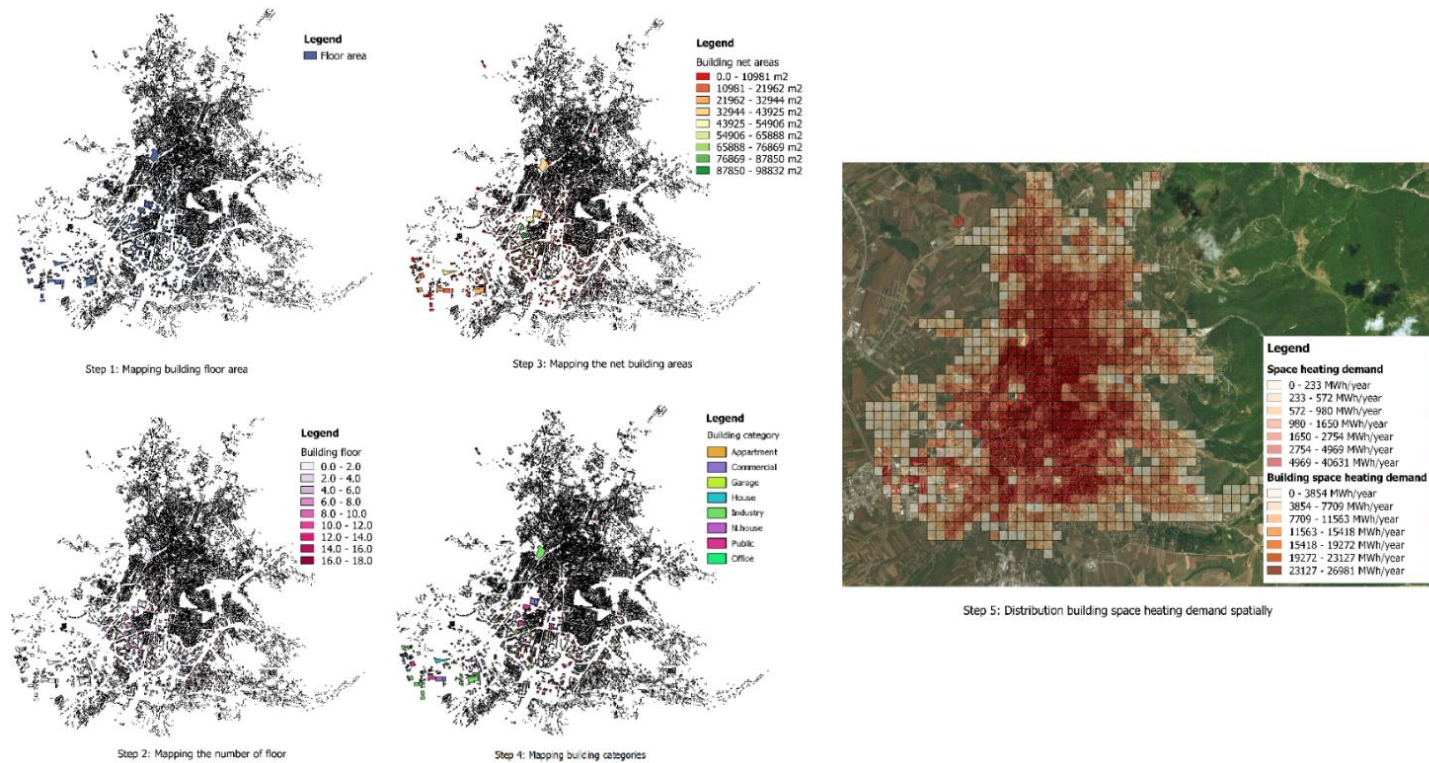 Legend
Floor area
Step 1: Mapping building floor area
Legend
Building net areas
0.0 - 10981 m2
10981 - 21962 m2
21962 - 32944 m2
32944 - 43925 m2
43925 - 54906 m2
54906 - 65888 m2
65888 - 76869 m2
76869 - 87850 m2
87850 - 98832 m2
Step 3: Mapping the net building areas
Legend
Building floor
0.0 - 2.0
2.0 - 4.0
4.0 - 6.0
6.0 - 8.0
8.0 - 10.0
10.0 - 12.0
12.0 - 14.0
14.0 - 16.0
16.0 - 18.0
Step 2: Mapping the number of floor
Legend
Building category
Appartment
Commercial
Garage
House
Industry
N.house
Public
Office
Step 4: Mapping building categories
Legend
Space heating demand
0 - 233 MWh/year
233 - 572 MWh/year
572 - 980 MWh/year
980 - 1650 MWh/year
1650 - 2754 MWh/year
2754 - 4969 MWh/year
4969 - 40631 MWh/year
Building space heating demand
0 - 3854 MWh/year
3854 - 7709 MWh/year
7709 - 11563 MWh/year
11563 - 15418 MWh/year
15418 - 19272 MWh/year
19272 - 23127 MWh/year
23127 - 26981 MWh/year
Step 5: Distribution building space heating demand spatially